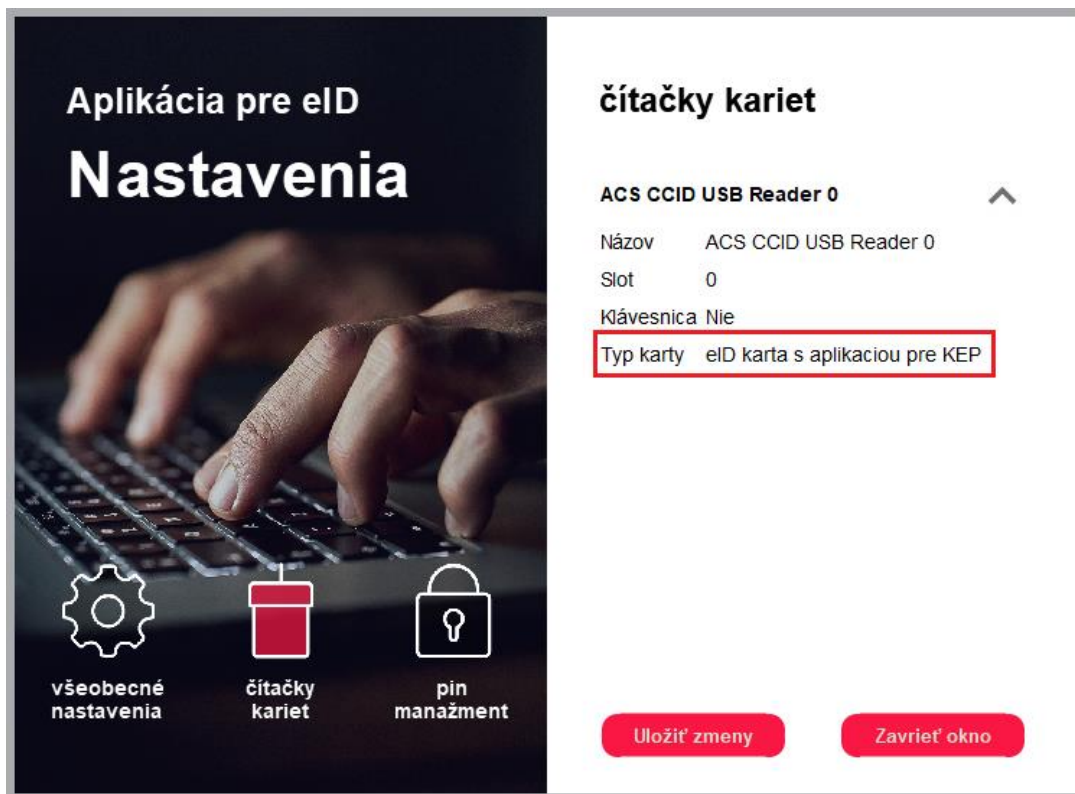 Aplikácia pre eID
Nastavenia
všeobecné
nastavenia
čítačky
kariet
pin
manažment
čítačky kariet
ACS CCID USB Reader 0
Názov ACS CCID USB Reader 0
Slot 0
Klávesnica Nie
Typ karty eID karta s aplikaciou pre KEP
Uložiť zmeny
Zavrieť okno